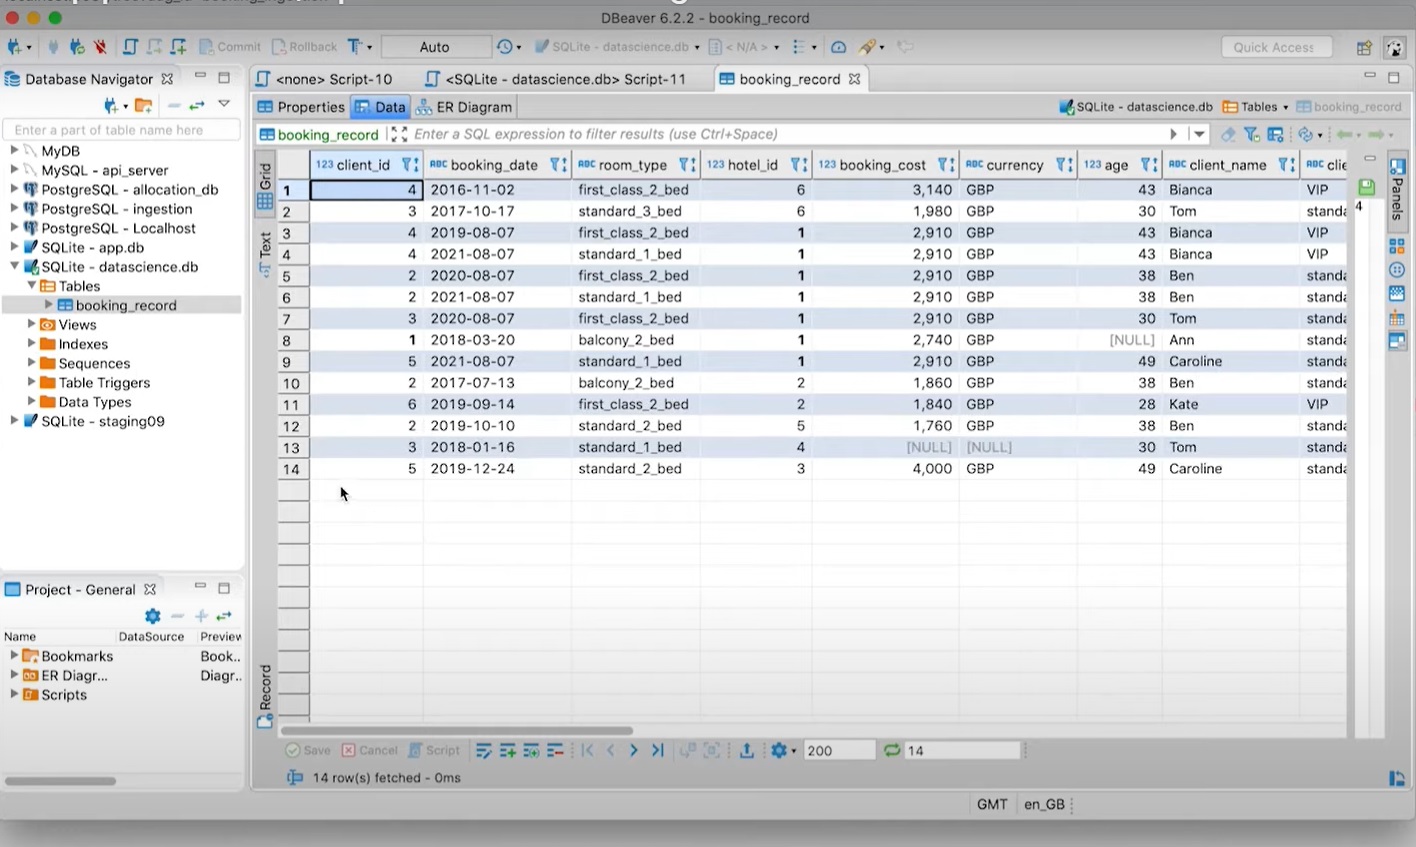 DBeaver 6.2.2 - booking_record
Commit Rollback T Auto SQLite - datascience.db < N/A > Quick Access
Database Navigator
<none> Script-10 <SQLite - datascience.db> Script-11 booking_record
Properties Data ER Diagram SQLite - datascience.db Tables booking_record
Enter a part of table name here
booking_record Enter a SQL expression to filter results (use Ctrl+Space)
MyDB
MySQL - api_server
PostgreSQL - allocation_db
PostgreSQL - ingestion
PostgreSQL - Localhost
SQLite - app.db
SQLite - datascience.db
Tables
booking_record
Views
Indexes
Sequences
Table Triggers
Data Types
SQLite - staging09
Project - General
Name DataSource Preview
Bookmarks Book..
ER Diagr... Diagr..
Scripts
Grid
Text
Record
123 client_id ABC booking_date ABC room_type 123 hotel_id 123 booking_cost ABC currency 123 age ABC client_name ABC clie
1 4 2016-11-02 first_class_2_bed 6 3,140 GBP 43 Bianca VIP
2 3 2017-10-17 standard_3_bed 6 1,980 GBP 30 Tom standa
3 4 2019-08-07 first_class_2_bed 1 2,910 GBP 43 Bianca VIP
4 4 2021-08-07 standard_1_bed 1 2,910 GBP 43 Bianca VIP
5 2 2020-08-07 first_class_2_bed 1 2,910 GBP 38 Ben standa
6 2 2021-08-07 standard_1_bed 1 2,910 GBP 38 Ben standa
7 3 2020-08-07 first_class_2_bed 1 2,910 GBP 30 Tom standa
8 1 2018-03-20 balcony_2_bed 1 2,740 GBP [NULL] Ann standa
9 5 2021-08-07 standard_1_bed 1 2,910 GBP 49 Caroline standa
10 2 2017-07-13 balcony_2_bed 2 1,860 GBP 38 Ben standa
11 6 2019-09-14 first_class_2_bed 2 1,840 GBP 28 Kate VIP
12 2 2019-10-10 standard_2_bed 5 1,760 GBP 38 Ben standa
13 3 2018-01-16 standard_1_bed 4 [NULL] [NULL] 30 Tom standa
14 5 2019-12-24 standard_2_bed 3 4,000 GBP 49 Caroline standa
4
Panels
Save Cancel Script 200 14
14 row(s) fetched - 0ms
GMT en_GB